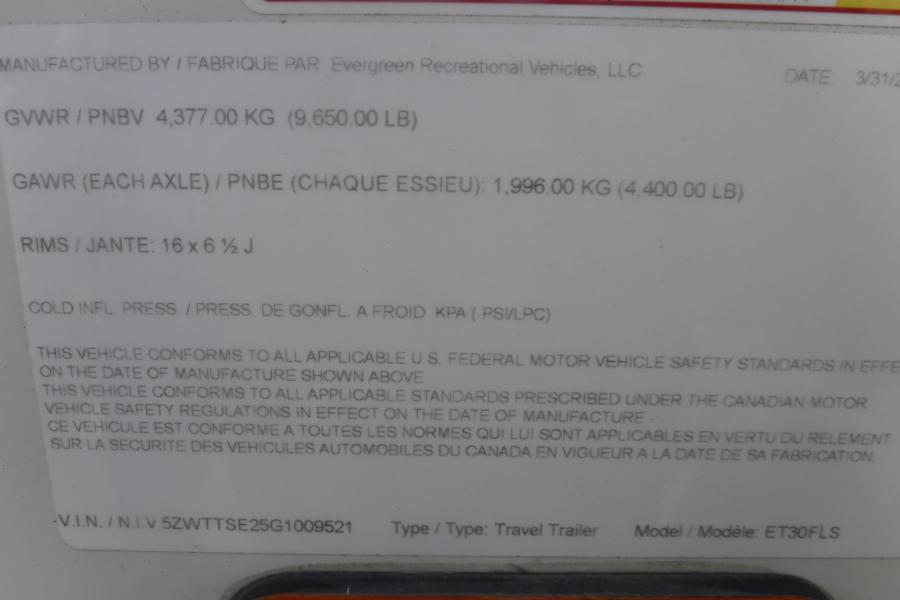 MANUFACTURED BY / FABRIQUE PAR Evergreen Recreational Vehicles, LLC DATE: 3/31/2
GVWR / PNBV 4,377.00 KG (9,650.00 LB)
GAWR (EACH AXLE) / PNBE (CHAQUE ESSIEU): 1,996.00 KG (4,400.00 LB)
RIMS / JANTE: 16 x 6 ½ J
COLD INFL. PRESS. / PRESS. DE GONFL. A FROID KPA ( PSI/LPC)
THIS VEHICLE CONFORMS TO ALL APPLICABLE U.S. FEDERAL MOTOR VEHICLE SAFETY STANDARDS IN EFFE
ON THE DATE OF MANUFACTURE SHOWN ABOVE
THIS VEHICLE CONFORMS TO ALL APPLICABLE STANDARDS PRESCRIBED UNDER THE CANADIAN MOTOR
VEHICLE SAFETY REGULATIONS IN EFFECT ON THE DATE OF MANUFACTURE -
CE VEHICULE EST CONFORME A TOUTES LES NORMES QUI LUI SONT APPLICABLES EN VERTU DU RELEMENT
SUR LA SECURITE DES VEHICULES AUTOMOBILES DU CANADA EN VIGUEUR A LA DATE DE SA FABRICATION.
V.I.N. / N.I.V 5ZWTTSE25G1009521 Type / Type: Travel Trailer Model / Modèle: ET30FLS